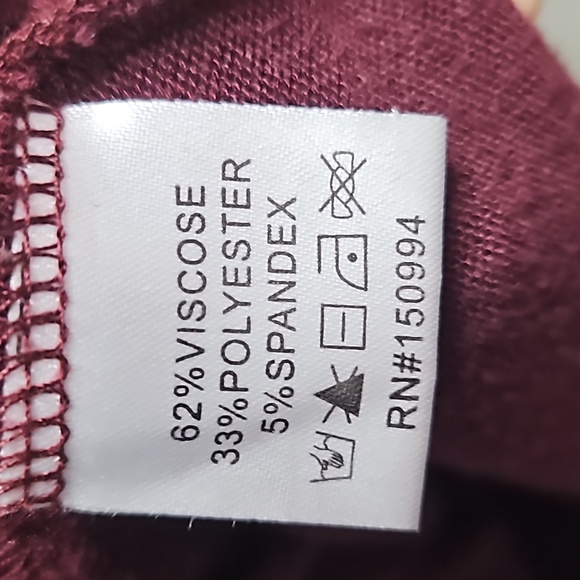 62%VISCOSE
33%POLYESTER
5%SPANDEX
RN#150994